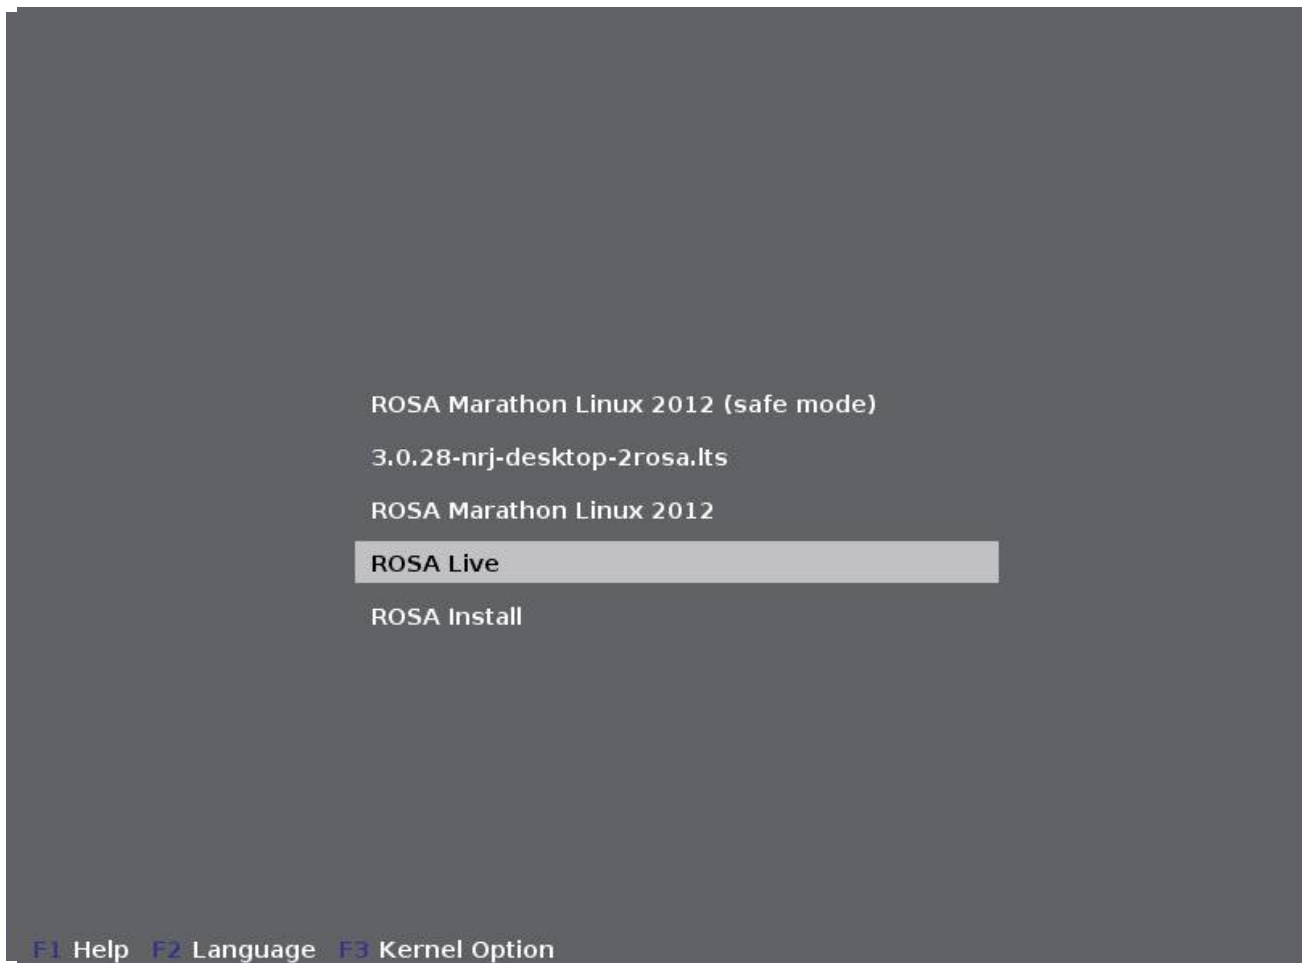 ROSA Marathon Linux 2012 (safe mode)
3.0.28-nrj-desktop-2rosa.lts
ROSA Marathon Linux 2012
ROSA Live
ROSA Install
F1 Help F2 Language F3 Kernel Option